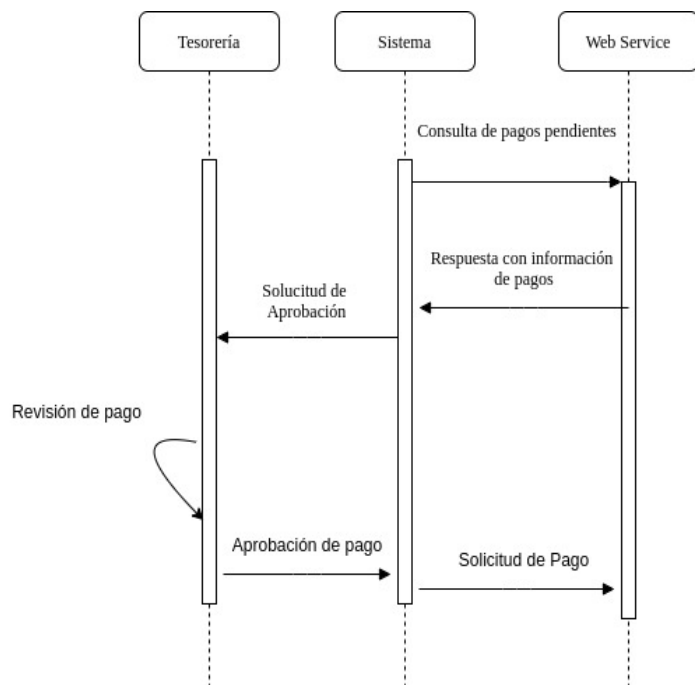 Tesorería
Sistema
Web Service
Consulta de pagos pendientes
Respuesta con información
de pagos
Solucitud de
Aprobación
Revisión de pago
Aprobación de pago
Solicitud de Pago